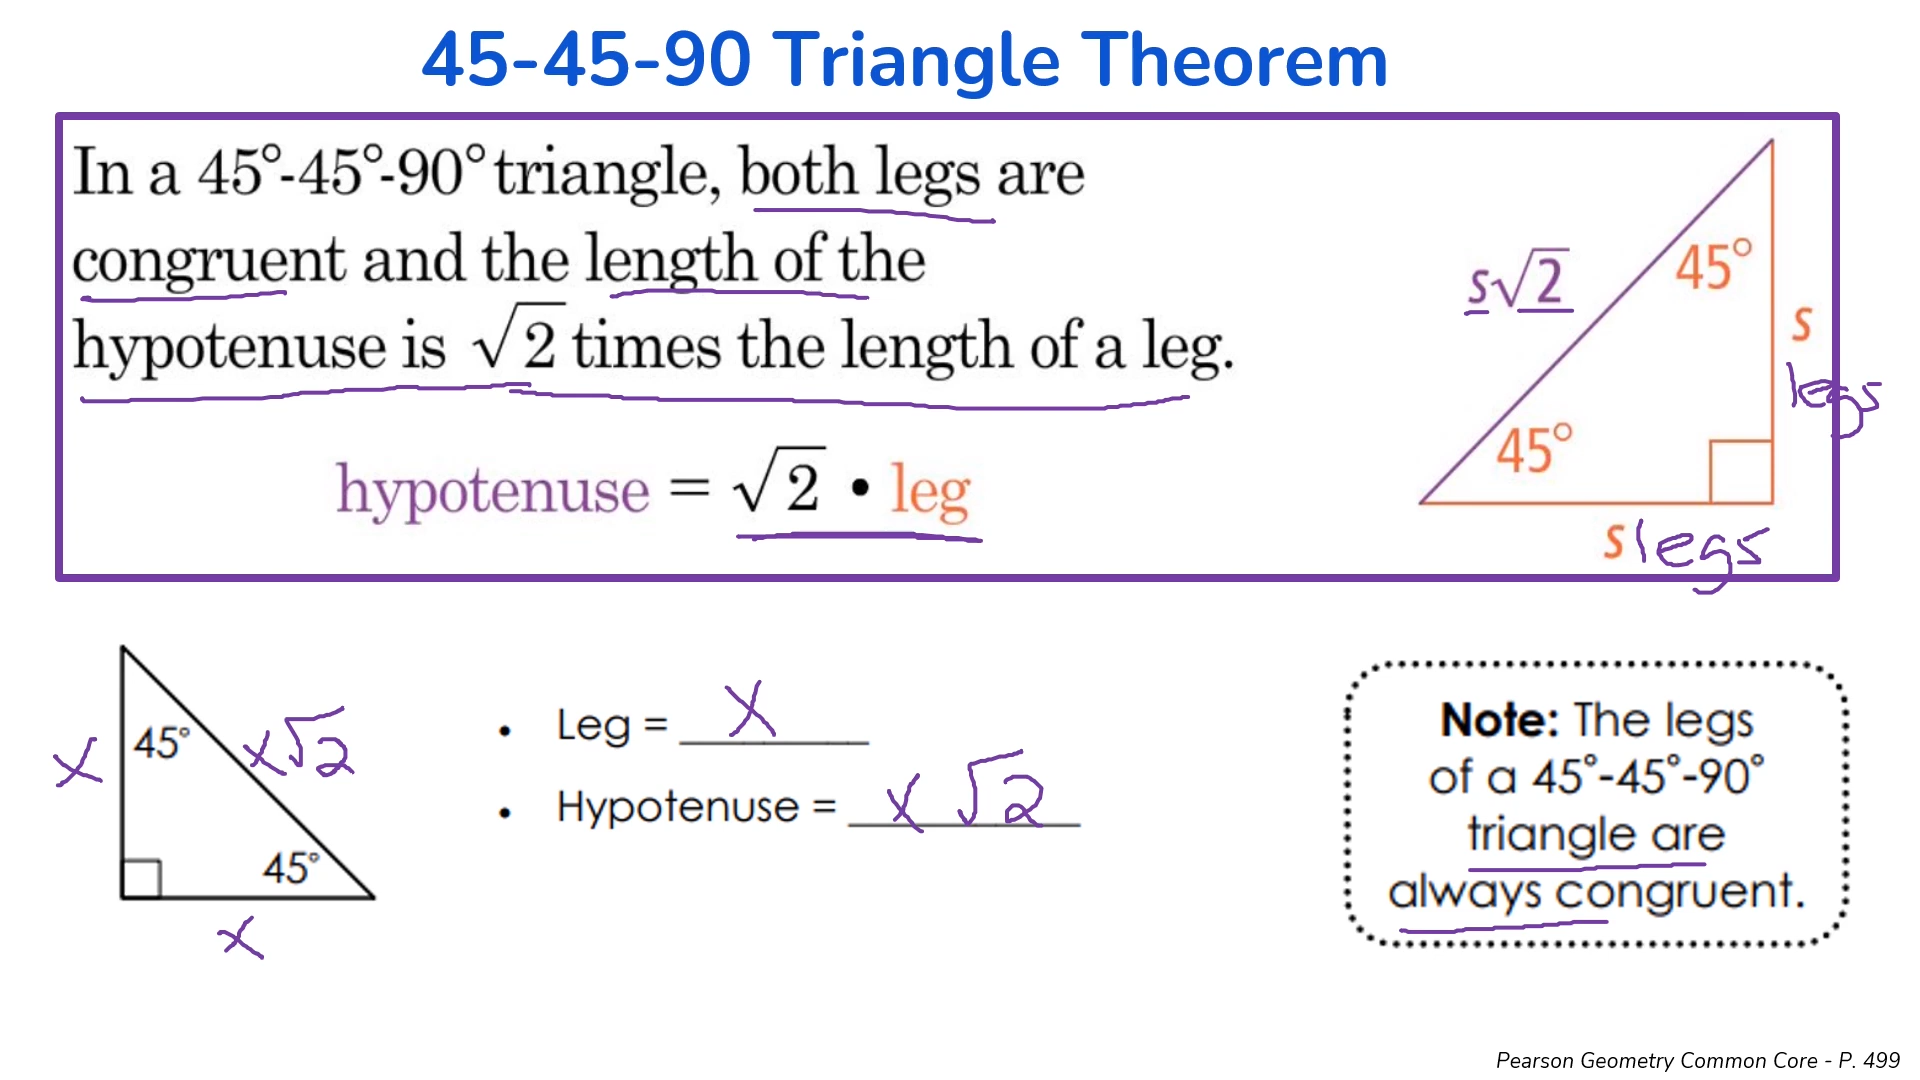 45-45-90 Triangle Theorem
In a 45°-45°-90° triangle, both legs are
congruent and the length of the
hypotenuse is √2 times the length of a leg.
hypotenuse = √2 • leg
s√2
45°
s
legs
45°
s legs
45°
x
x√2
45°
x
• Leg = x
• Hypotenuse = x √2
Note: The legs
of a 45°-45°-90°
triangle are
always congruent.
Pearson Geometry Common Core - P. 499